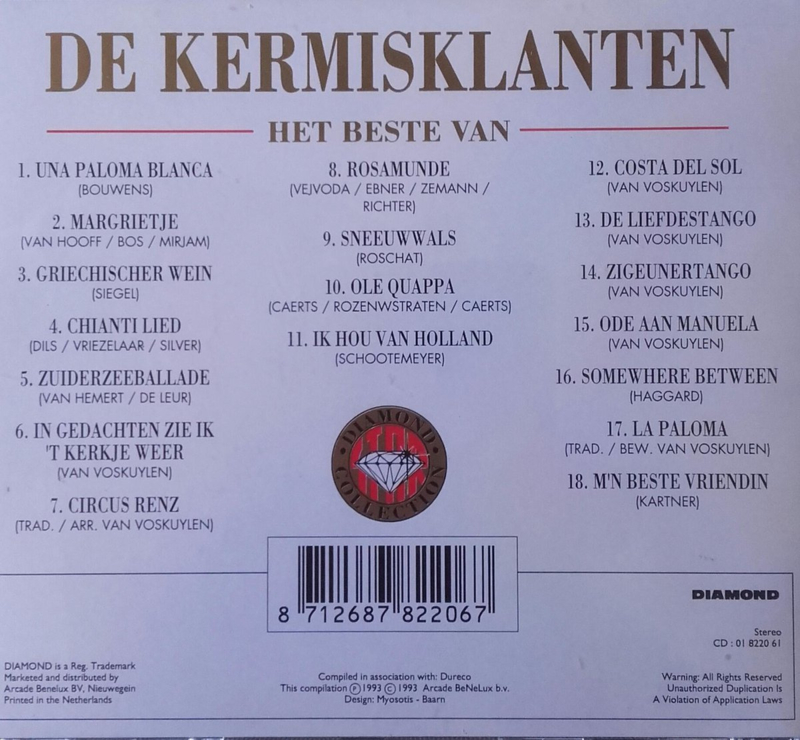 DE KERMISKLANTEN
HET BESTE VAN
1. UNA PALOMA BLANCA
(BOUWENS)
2. MARGRIETJE
(VAN HOOFF / BOS / MIRJAM)
3. GRIECHISCHER WEIN
(SIEGEL)
4. CHIANTI LIED
(DILS / VRIEZELAAR / SILVER)
5. ZUIDERZEEBALLADE
(VAN HEMERT / DE LEUR)
6. IN GEDACHTEN ZIE IK
'T KERKJE WEER
(VAN VOSKUYLEN)
7. CIRCUS RENZ
(TRAD. / ARR. VAN VOSKUYLEN)
8. ROSAMUNDE
(VEJVODA / EBNER / ZEMANN /
RICHTER)
9. SNEEUWWALS
(ROSCHAT)
10. OLE QUAPPA
(CAERTS / ROZENWSTRATEN / CAERTS)
11. IK HOU VAN HOLLAND
(SCHOOTEMEYER)
12. COSTA DEL SOL
(VAN VOSKUYLEN)
13. DE LIEFDESTANGO
(VAN VOSKUYLEN)
14. ZIGEUNERTANGO
(VAN VOSKUYLEN)
15. ODE AAN MANUELA
(VAN VOSKUYLEN)
16. SOMEWHERE BETWEEN
(HAGGARD)
17. LA PALOMA
(TRAD. / BEW. VAN VOSKUYLEN)
18. M'N BESTE VRIENDIN
(KARTNER)
DIAMOND
COLLECTION
8 712687 822067
DIAMOND
Stereo
CD : 01 8220 61
DIAMOND is a Reg. Trademark
Marketed and distributed by
Arcade Benelux BV, Nieuwegein
Printed in the Netherlands
Compiled in association with: Dureco
This compilation Ⓟ 1993 © 1993 Arcade BeNeLux b.v.
Design: Myosotis - Baarn
Warning: All Rights Reserved
Unauthorized Duplication Is
A Violation of Application Laws